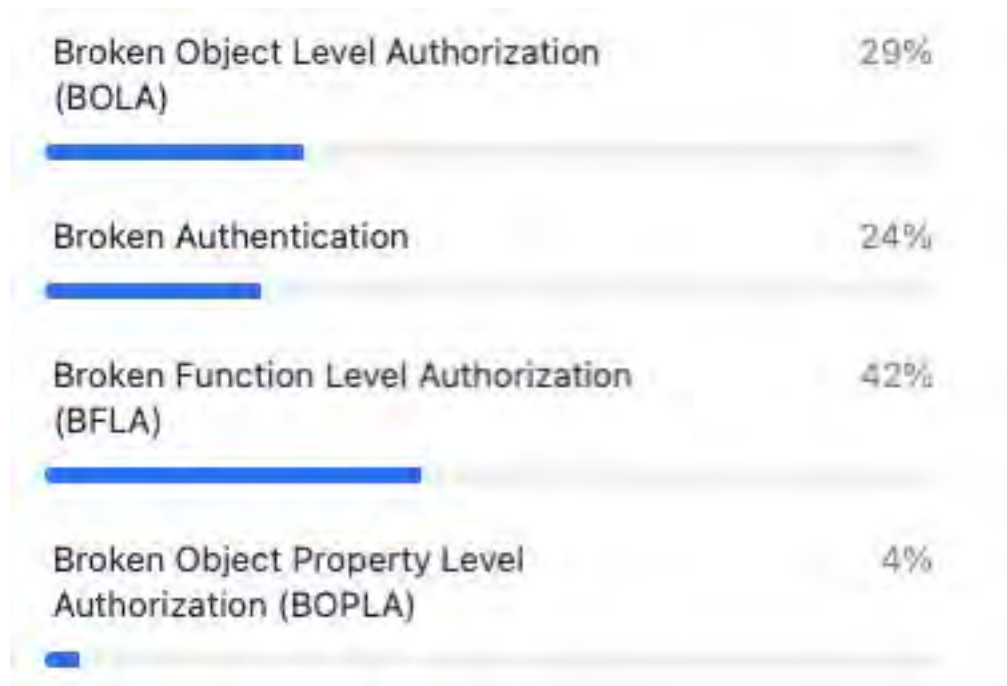 Broken Object Level Authorization 29%
(BOLA)
Broken Authentication 24%
Broken Function Level Authorization 42%
(BFLA)
Broken Object Property Level 4%
Authorization (BOPLA)